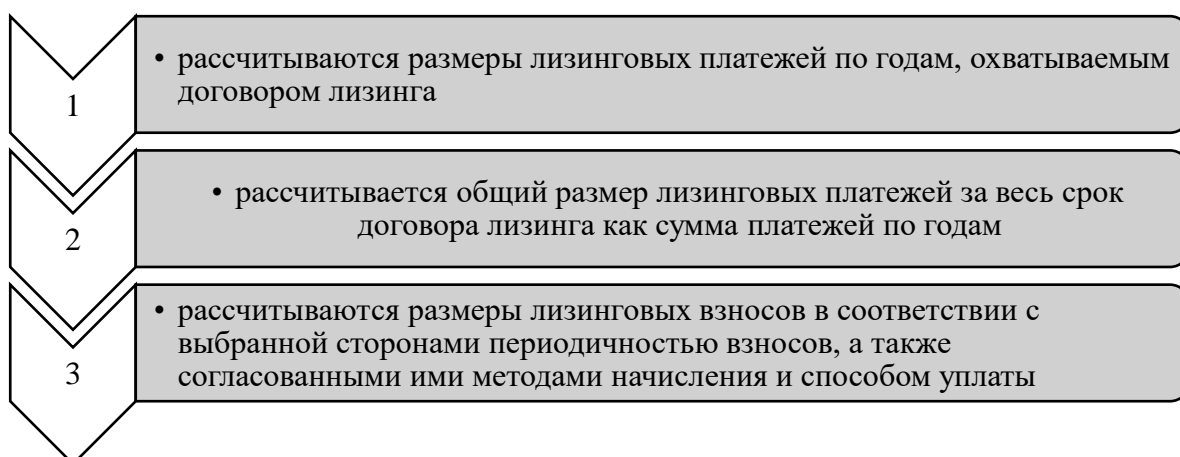 1
• рассчитываются размеры лизинговых платежей по годам, охватываемым
договором лизинга
2
• рассчитывается общий размер лизинговых платежей за весь срок
договора лизинга как сумма платежей по годам
3
• рассчитываются размеры лизинговых взносов в соответствии с
выбранной сторонами периодичностью взносов, а также
согласованными ими методами начисления и способом уплаты